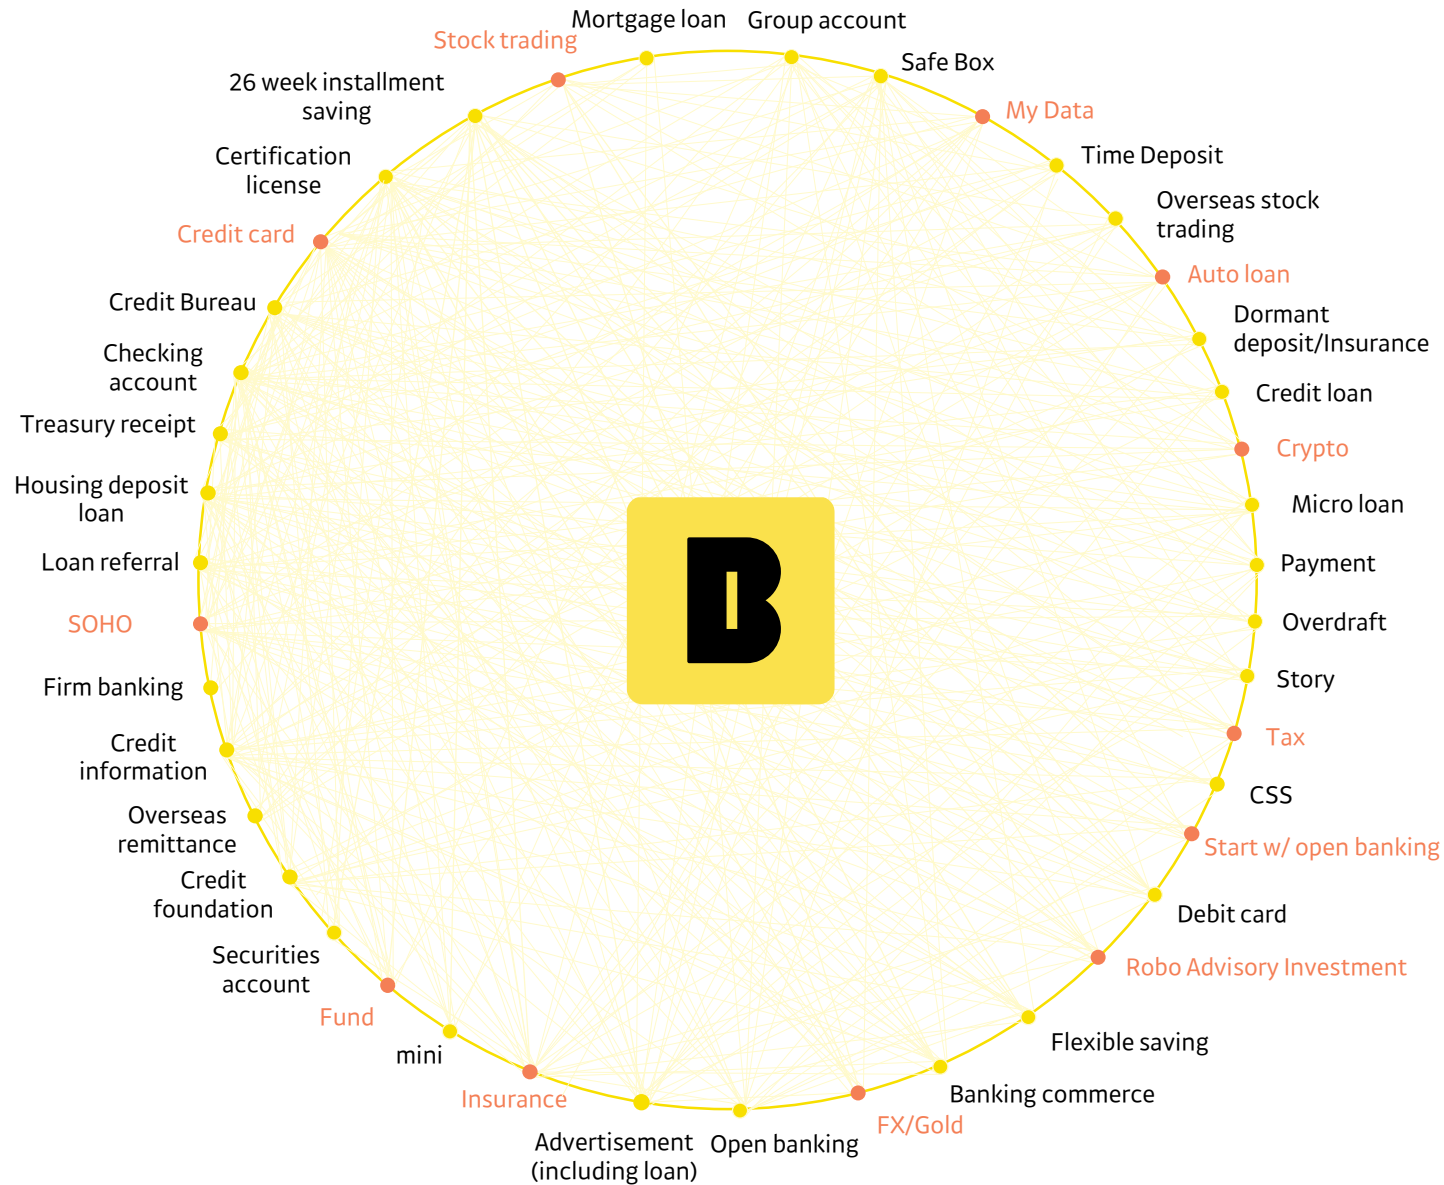 Mortgage loan
Group account
Safe Box
My Data
Time Deposit
Overseas stock
trading
Auto loan
Dormant
deposit/Insurance
Credit loan
Crypto
Micro loan
Payment
Overdraft
Story
Tax
CSS
Start w/ open banking
Debit card
Robo Advisory Investment
Flexible saving
Banking commerce
FX/Gold
Open banking
Advertisement
(including loan)
Insurance
mini
Fund
Securities
account
Credit
foundation
Overseas
remittance
Credit
information
Firm banking
SOHO
Loan referral
Housing deposit
loan
Treasury receipt
Checking
account
Credit Bureau
Credit card
Certification
license
26 week installment
saving
Stock trading
B